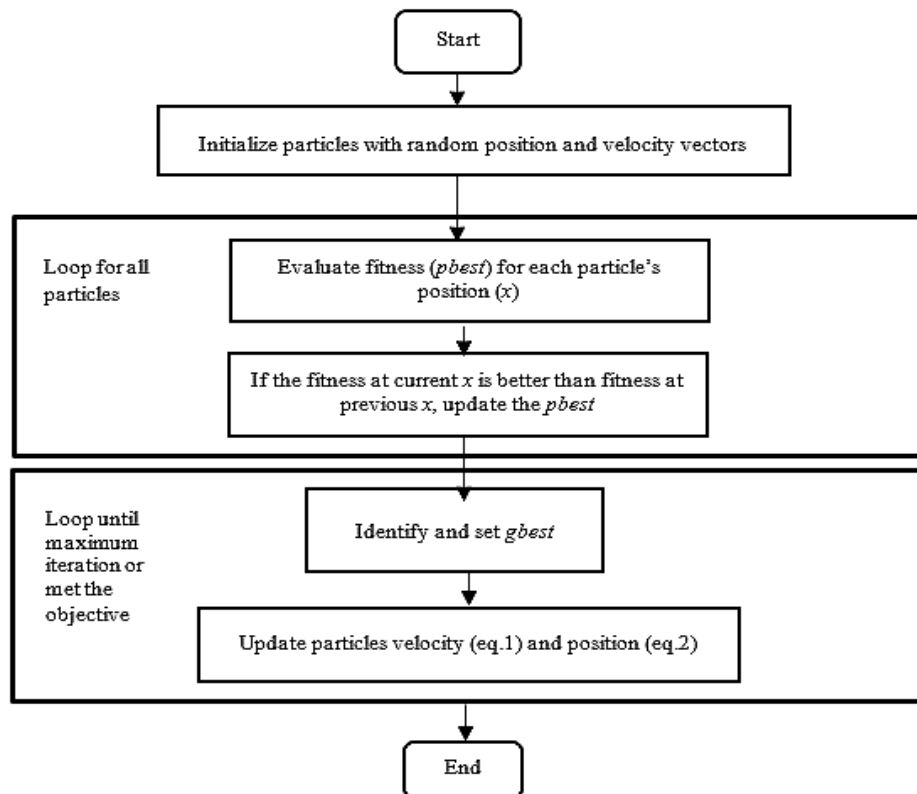 Start
Initialize particles with random position and velocity vectors
Loop for all
particles
Evaluate fitness (pbest) for each particle's
position (x)
If the fitness at current x is better than fitness at
previous x, update the pbest
Loop until
maximum
iteration or
met the
objective
Identify and set gbest
Update particles velocity (eq.1) and position (eq.2)
End